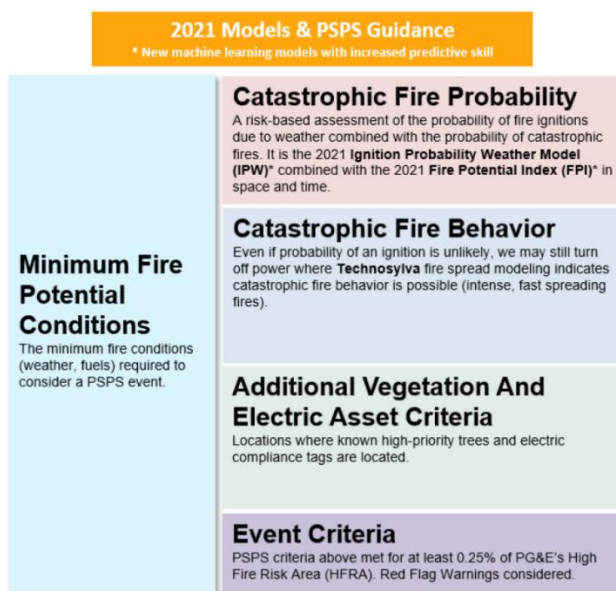 2021 Models & PSPS Guidance
* New machine learning models with increased predictive skill
Minimum Fire
Potential
Conditions
The minimum fire conditions
(weather, fuels) required to
consider a PSPS event.
Catastrophic Fire Probability
A risk-based assessment of the probability of fire ignitions
due to weather combined with the probability of catastrophic
fires. It is the 2021 Ignition Probability Weather Model
(IPW)* combined with the 2021 Fire Potential Index (FPI)* in
space and time.
Catastrophic Fire Behavior
Even if probability of an ignition is unlikely, we may still turn
off power where Technosylva fire spread modeling indicates
catastrophic fire behavior is possible (intense, fast spreading
fires).
Additional Vegetation And
Electric Asset Criteria
Locations where known high-priority trees and electric
compliance tags are located.
Event Criteria
PSPS criteria above met for at least 0.25% of PG&E's High
Fire Risk Area (HFRA). Red Flag Warnings considered.